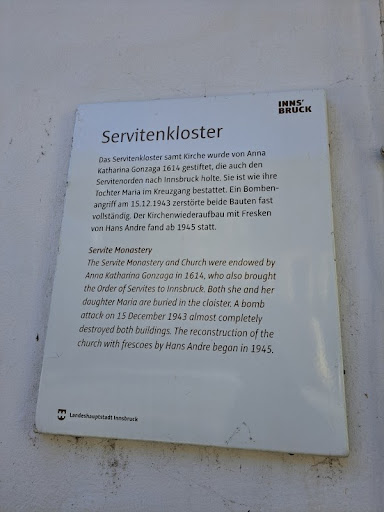 INNS'
BRUCK
Servitenkloster
Das Servitenkloster samt Kirche wurde von Anna
Katharina Gonzaga 1614 gestiftet, die auch den
Servitenorden nach Innsbruck holte. Sie ist wie ihre
Tochter Maria im Kreuzgang bestattet. Ein Bomben-
angriff am 15.12.1943 zerstörte beide Bauten fast
vollständig. Der Kirchenwiederaufbau mit Fresken
von Hans Andre fand ab 1945 statt.
Servite Monastery
The Servite Monastery and Church were endowed by
Anna Katharina Gonzaga in 1614, who also brought
the Order of Servites to Innsbruck. Both she and her
daughter Maria are buried in the cloister. A bomb
attack on 15 December 1943 almost completely
destroyed both buildings. The reconstruction of the
church with frescoes by Hans Andre began in 1945.
Landeshauptstadt Innsbruck